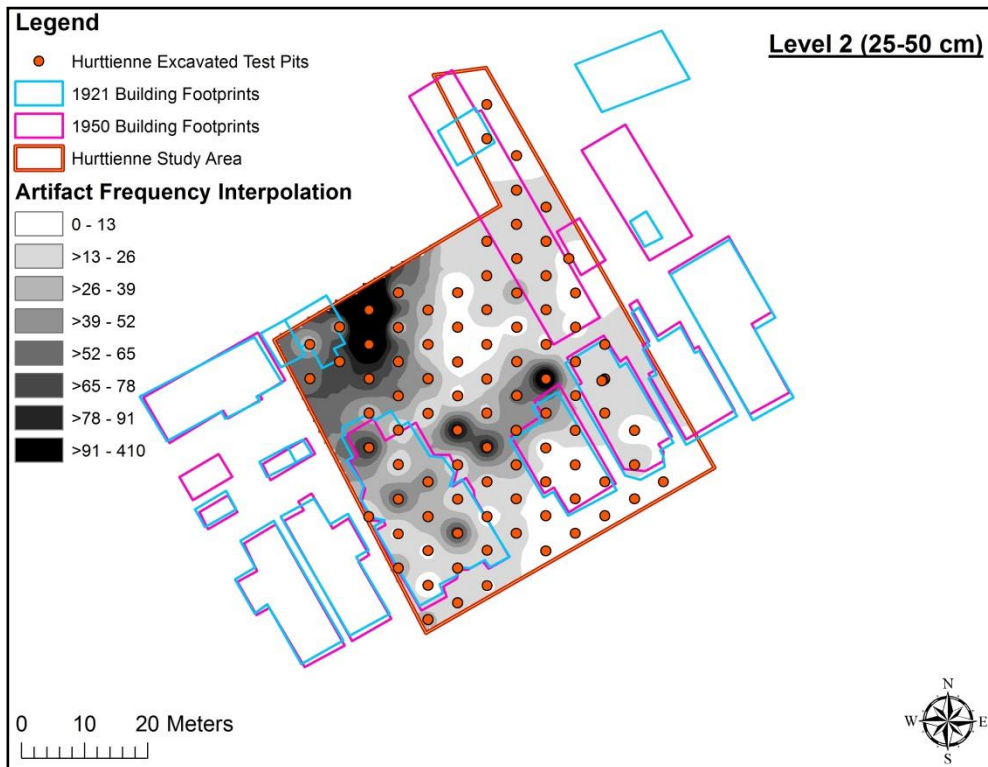 Legend
Hurttienne Excavated Test Pits
1921 Building Footprints
1950 Building Footprints
Hurttienne Study Area
Artifact Frequency Interpolation
0 - 13
>13 - 26
>26 - 39
>39 - 52
>52 - 65
>65 - 78
>78 - 91
>91 - 410
Level 2 (25-50 cm)
0 10 20 Meters
N
W E
S